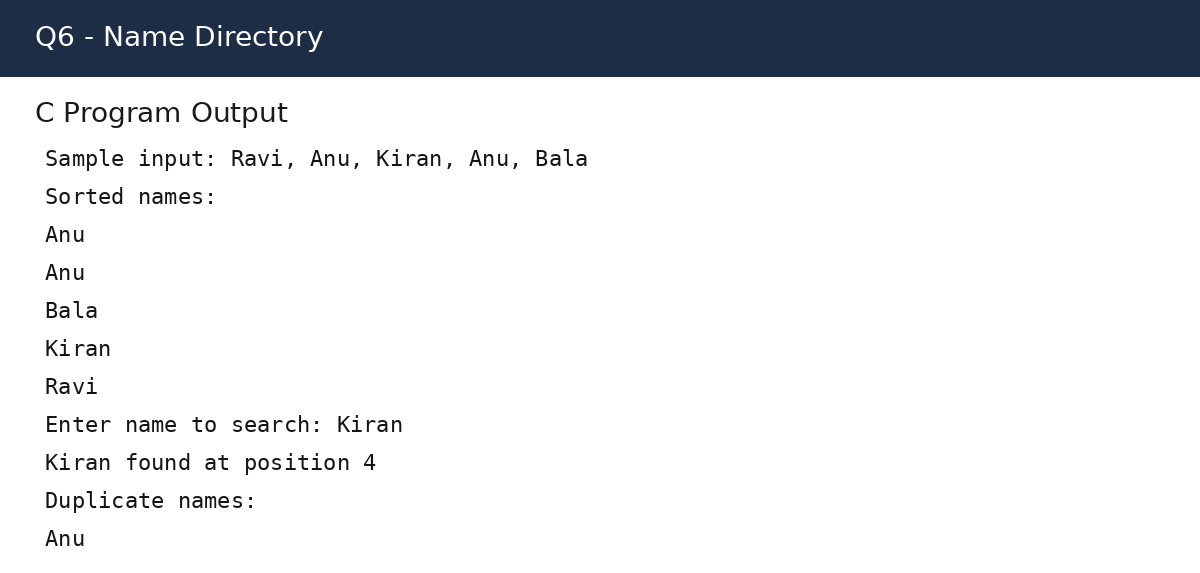 Q6 - Name Directory
C Program Output
Sample input: Ravi, Anu, Kiran, Anu, Bala
Sorted names:
Anu
Anu
Bala
Kiran
Ravi
Enter name to search: Kiran
Kiran found at position 4
Duplicate names:
Anu